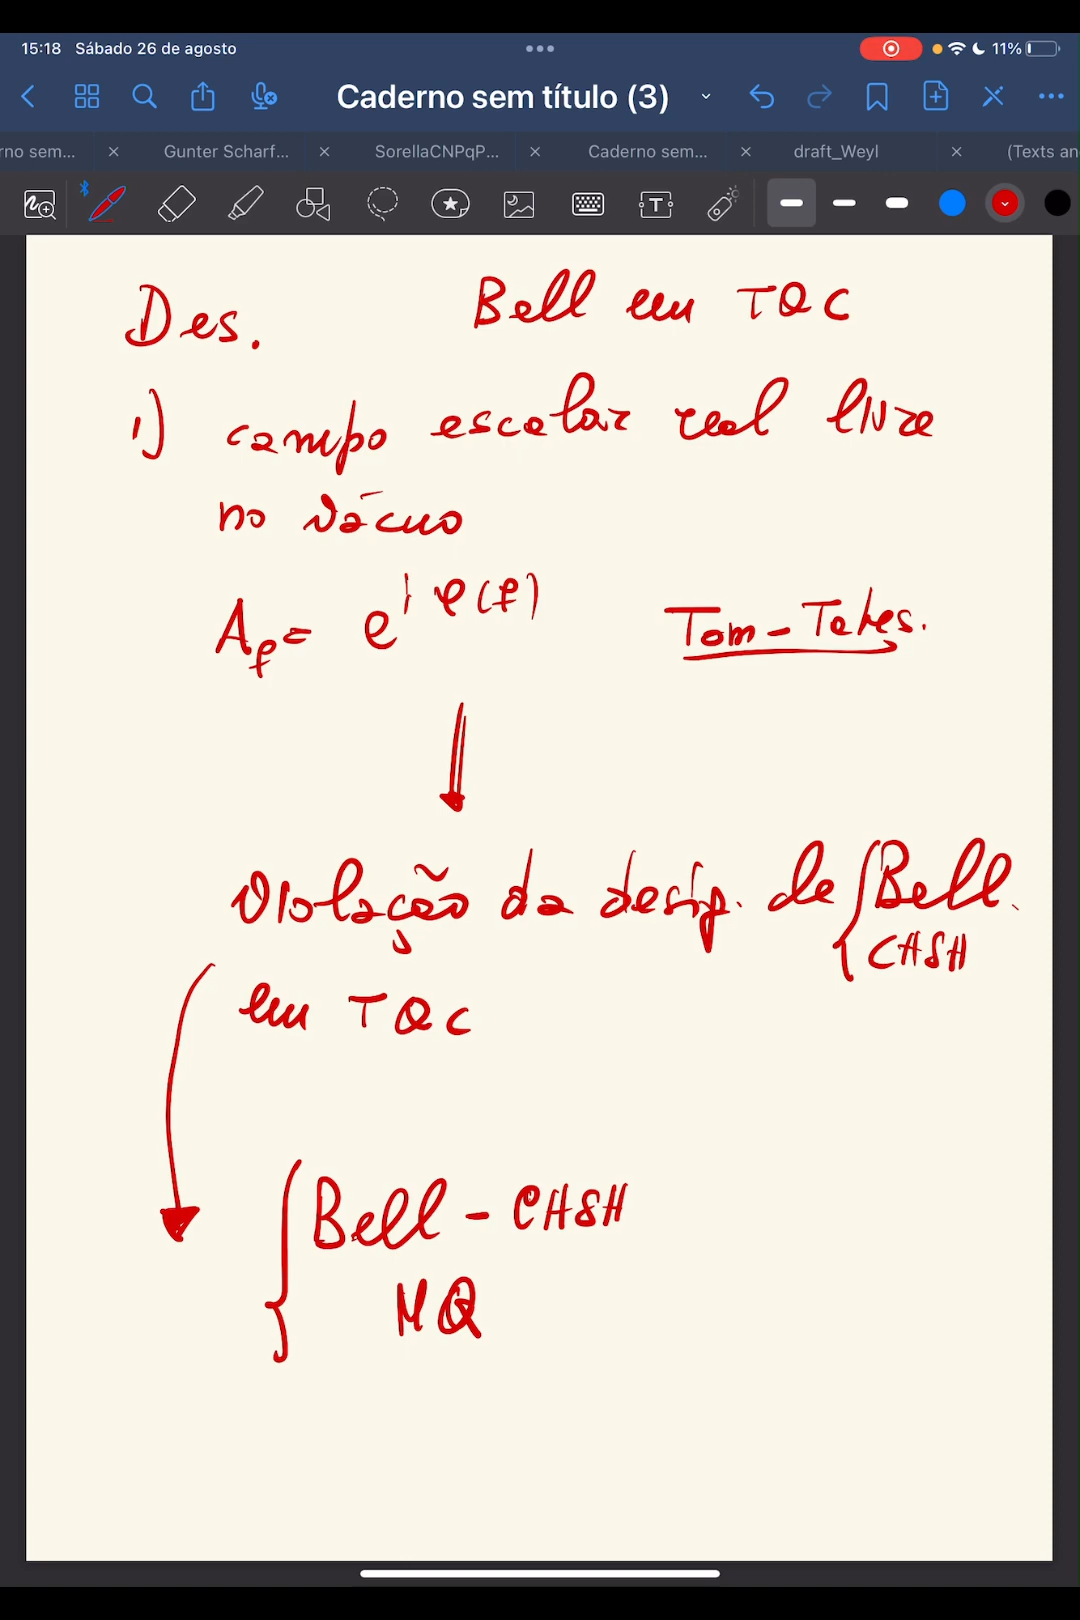 15:18 Sábado 26 de agosto
11%
Caderno sem título (3)
rno sem...
Gunter Scharf...
SorellaCNPqP...
Caderno sem...
draft_Weyl
(Texts an
T
Des. Bell em TQC
1) campo escalar real livre
no vácuo
A_f = e^{i φ(f)} Tom-Takes.
Violação da desig. de { Bell.
CHSH
em TQC
{ Bell - CHSH
MQ